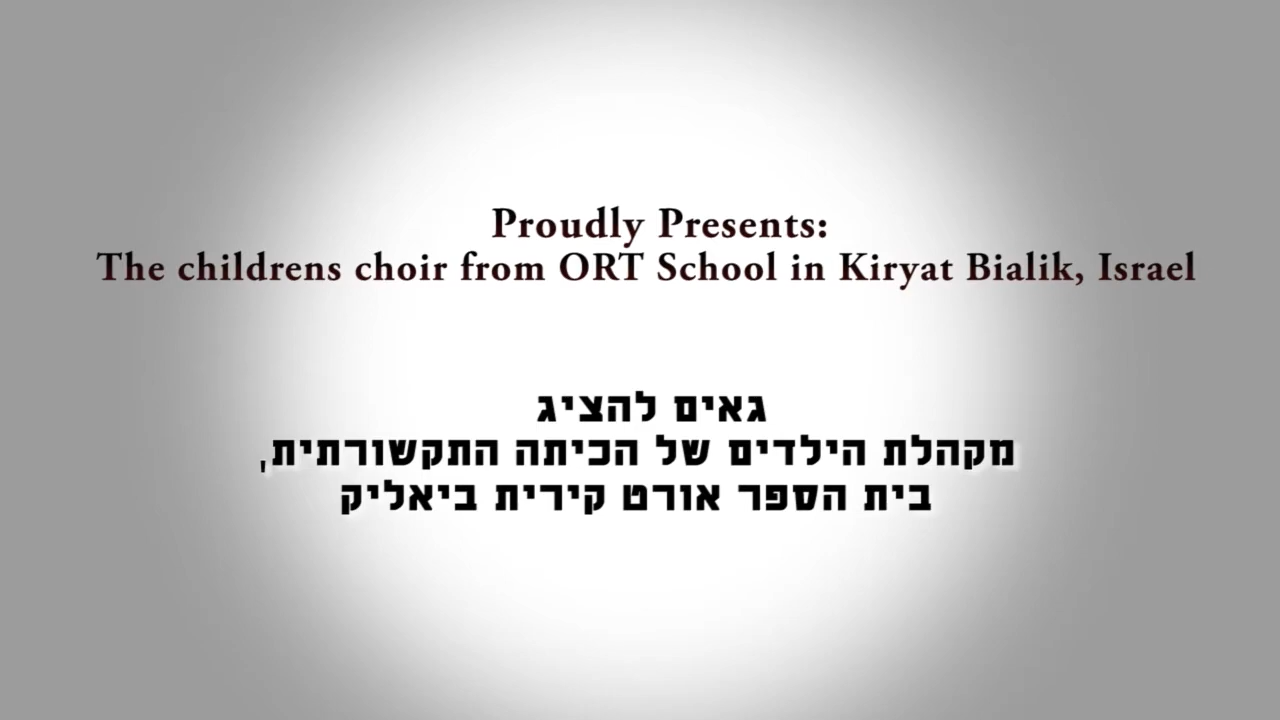 Proudly Presents:
The childrens choir from ORT School in Kiryat Bialik, Israel
גאים להציג
מקהלת הילדים של הכיתה התקשורתית,
בית הספר אורט קירית ביאליק